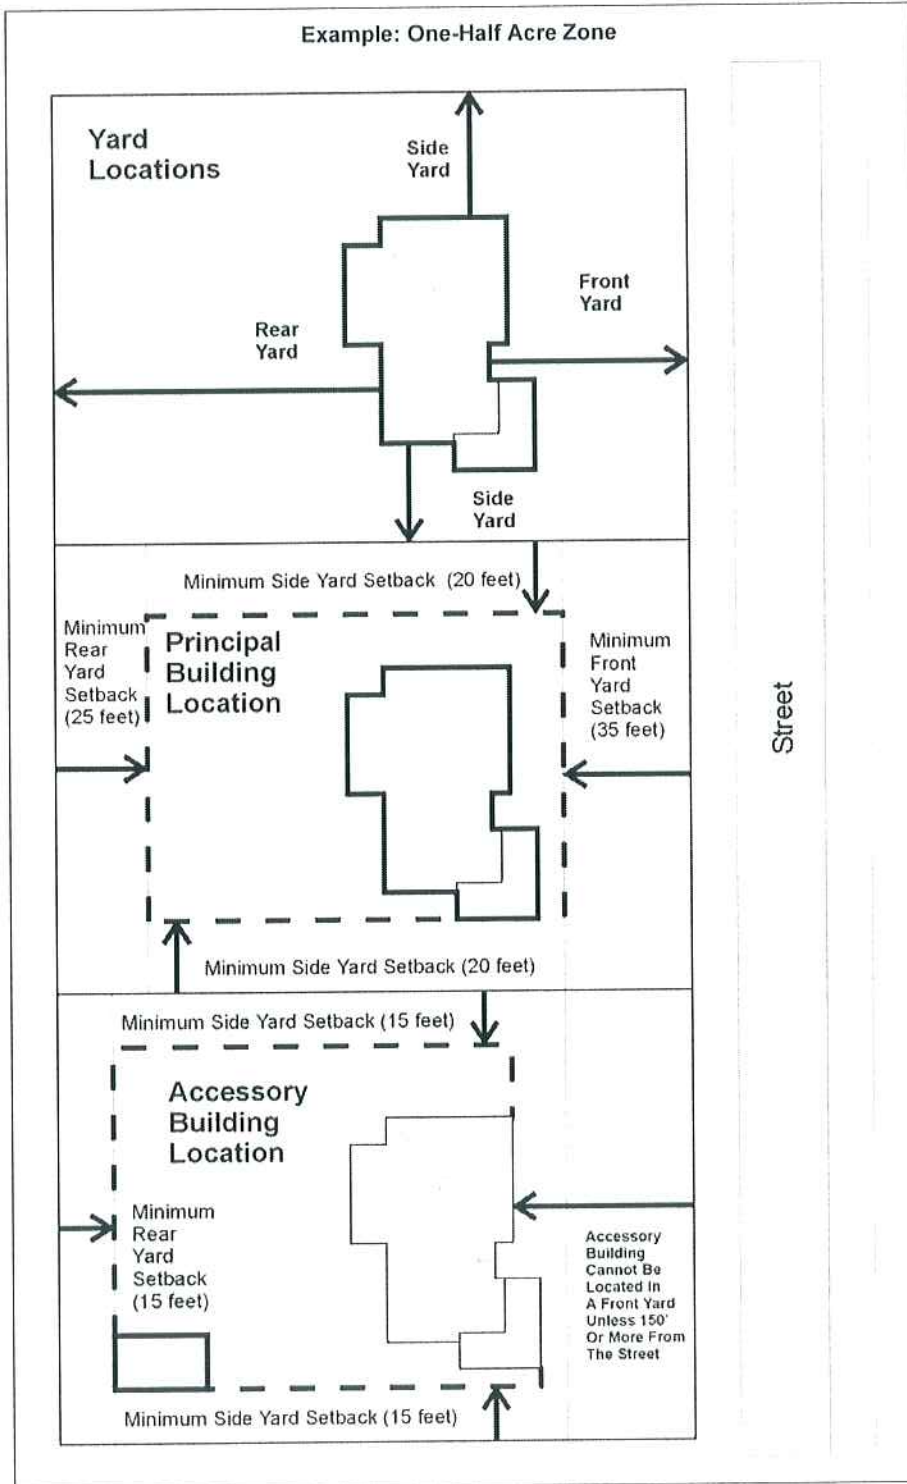 Example: One-Half Acre Zone
Yard
Locations
Side
Yard
Front
Yard
Rear
Yard
Side
Yard
Minimum Side Yard Setback (20 feet)
Minimum
Rear
Yard
Setback
(25 feet)
Principal
Building
Location
Minimum
Front
Yard
Setback
(35 feet)
Street
Minimum Side Yard Setback (20 feet)
Minimum Side Yard Setback (15 feet)
Accessory
Building
Location
Minimum
Rear
Yard
Setback
(15 feet)
Accessory
Building
Cannot Be
Located In
A Front Yard
Unless 150'
Or More From
The Street
Minimum Side Yard Setback (15 feet)